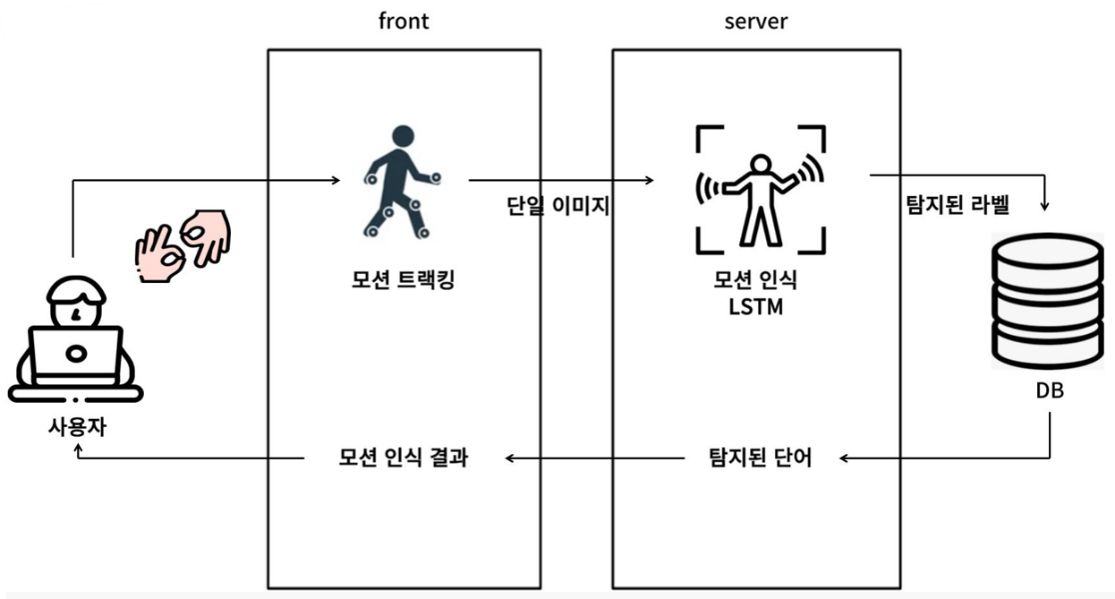 front
server
단일 이미지
탐지된 라벨
모션 트랙킹
모션 인식
LSTM
DB
사용자
모션 인식 결과
탐지된 단어